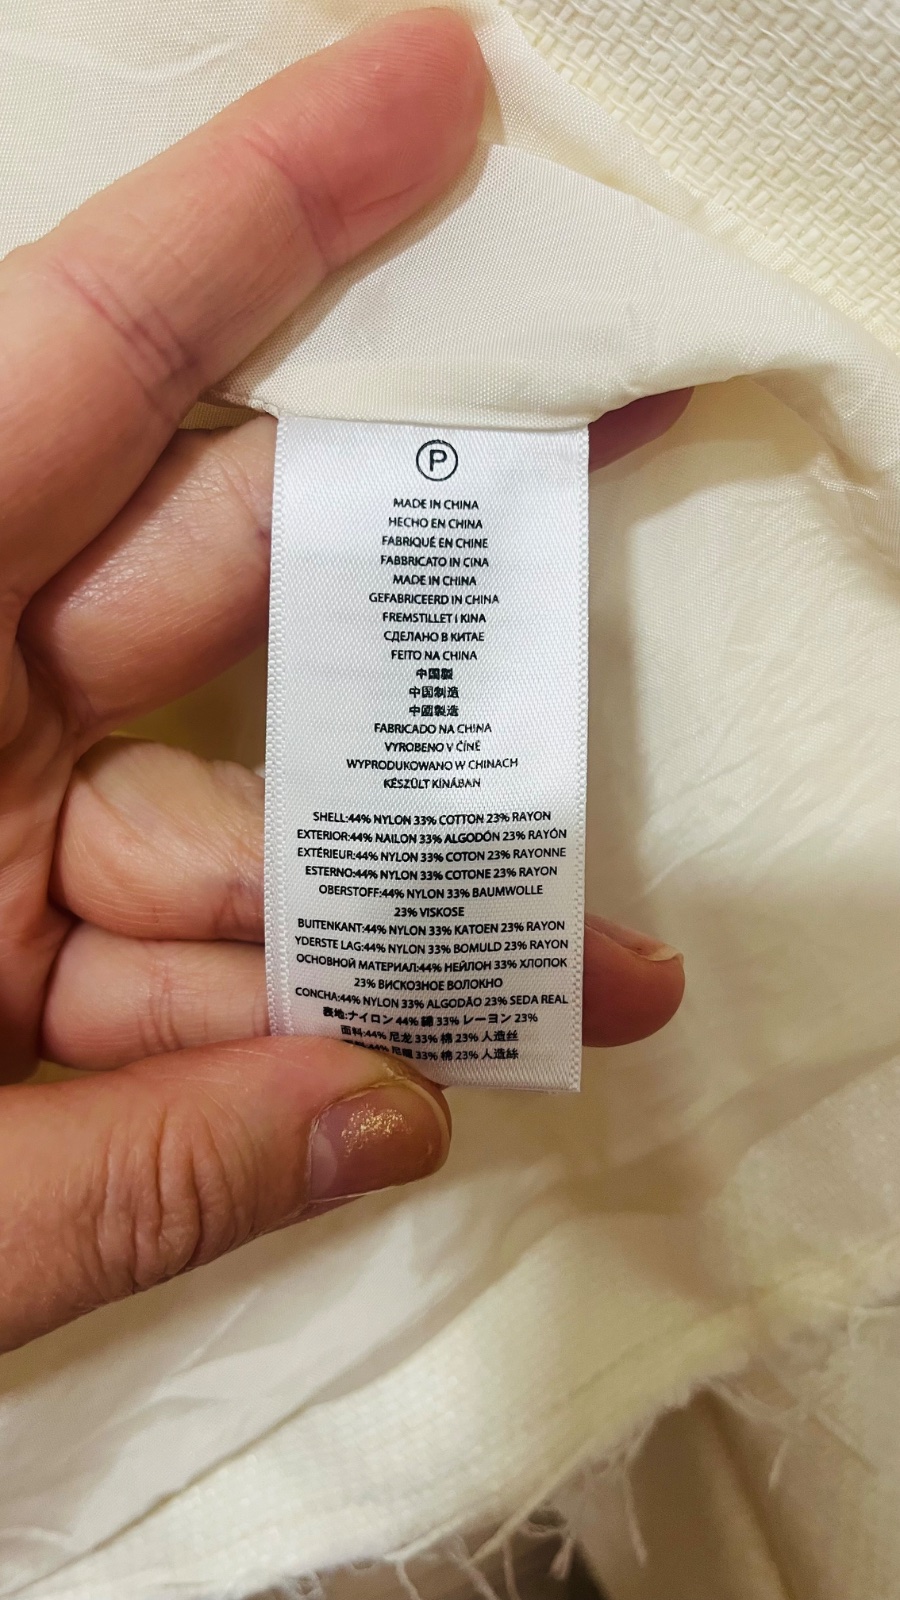 P
MADE IN CHINA
HECHO EN CHINA
FABRIQUÉ EN CHINE
FABBRICATO IN CINA
MADE IN CHINA
GEFABRICEERD IN CHINA
FREMSTILLET I KINA
СДЕЛАНО В КИТАЕ
FEITO NA CHINA
中国製
中国制造
中國製造
FABRICADO NA CHINA
VYROBENO V ČÍNĚ
WYPRODUKOWANO W CHINACH
KÉSZÜLT KÍNÁBAN
SHELL:44% NYLON 33% COTTON 23% RAYON
EXTERIOR:44% NAILON 33% ALGODÓN 23% RAYÓN
EXTÉRIEUR:44% NYLON 33% COTON 23% RAYONNE
ESTERNO:44% NYLON 33% COTONE 23% RAYON
OBERSTOFF:44% NYLON 33% BAUMWOLLE
23% VISKOSE
BUITENKANT:44% NYLON 33% KATOEN 23% RAYON
YDERSTE LAG:44% NYLON 33% BOMULD 23% RAYON
ОСНОВНОЙ МАТЕРИАЛ:44% НЕЙЛОН 33% ХЛОПОК
23% ВИСКОЗНОЕ ВОЛОКНО
CONCHA:44% NYLON 33% ALGODÃO 23% SEDA REAL
表地:ナイロン 44% 綿 33% レーヨン 23%
面料:44% 尼龙 33% 棉 23% 人造丝
33% 棉 23% 人造絲